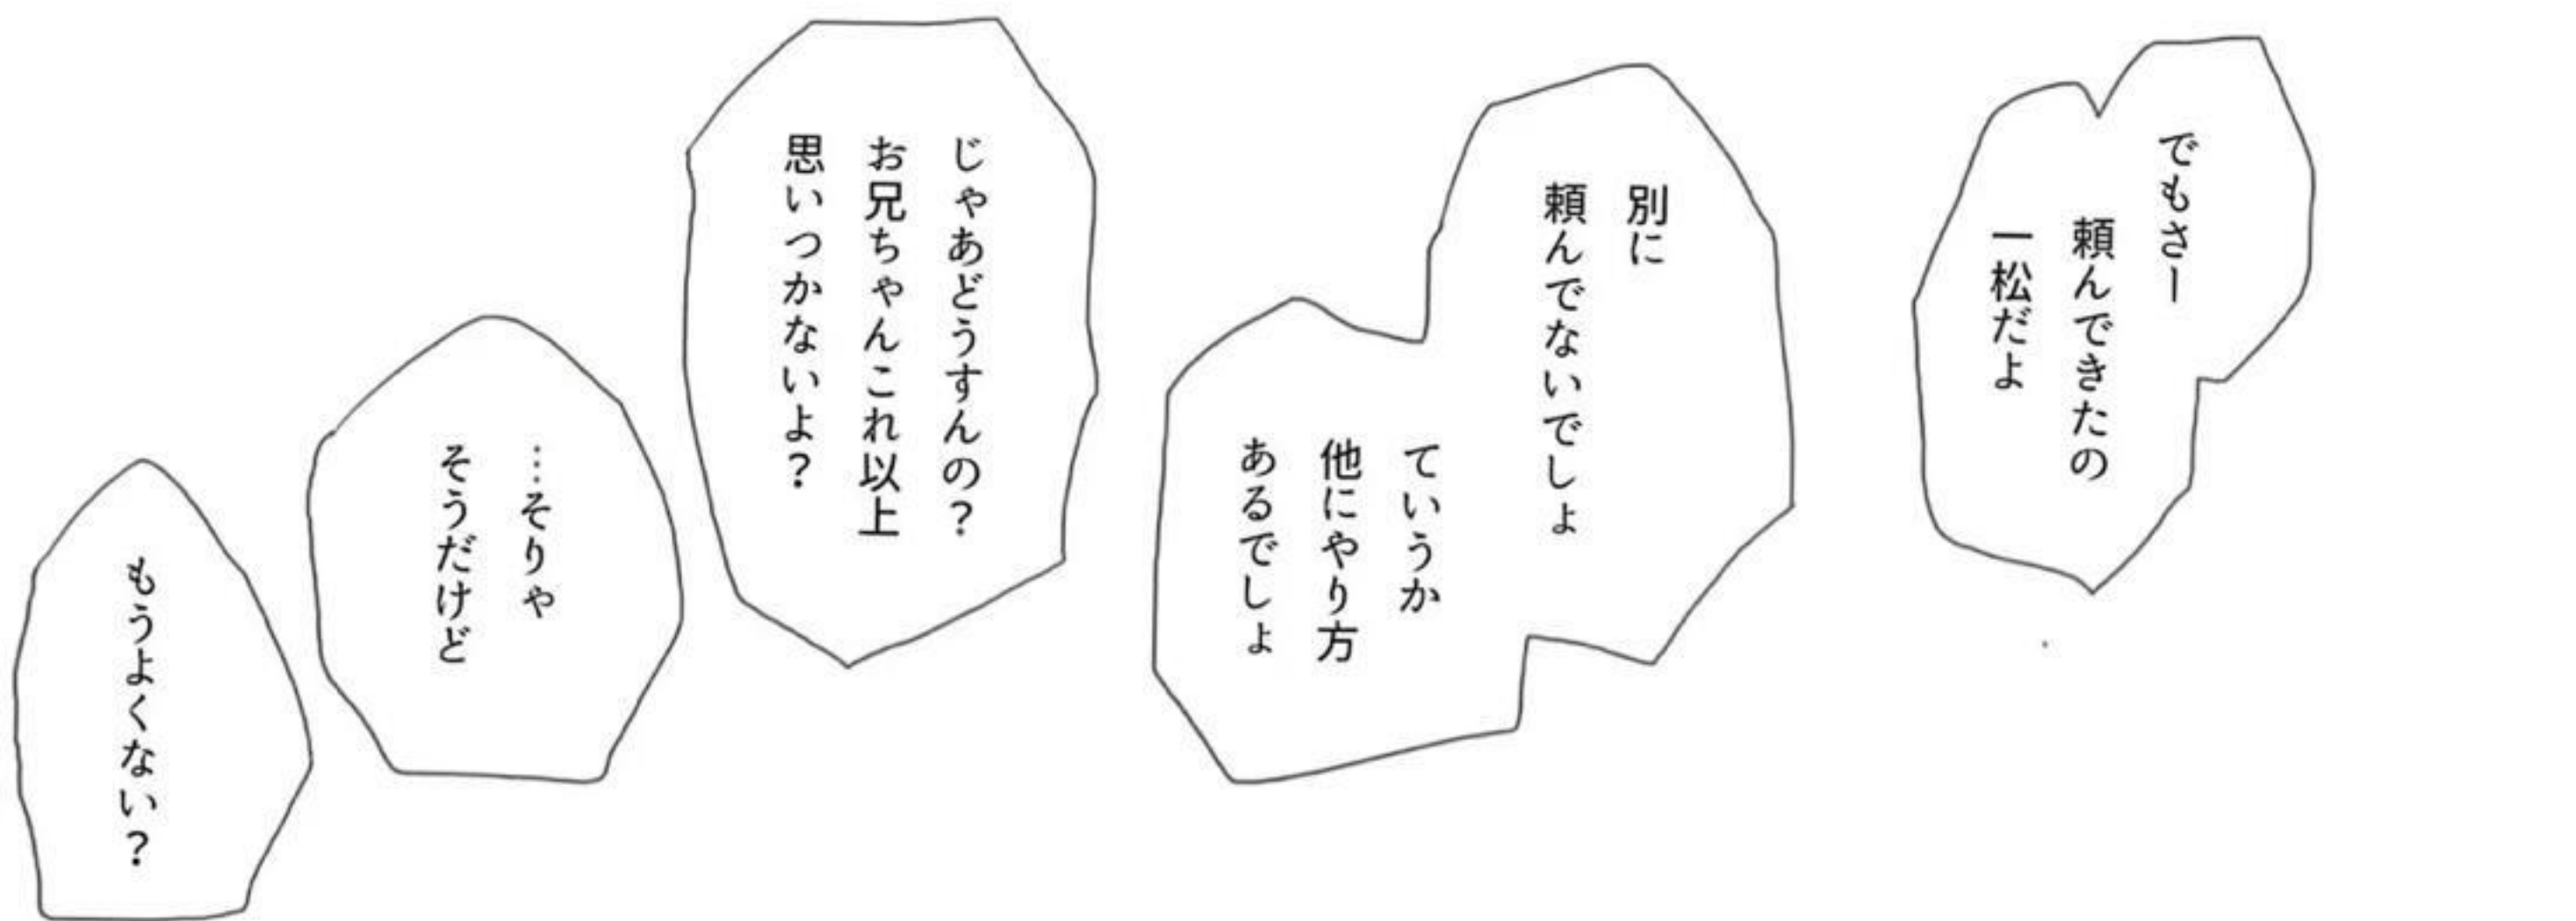 でもさー
頼んできたの
一松だよ
別に
頼んでないでしょ
ていうか
他にやり方
あるでしょ
じゃあどうすんの？
お兄ちゃんこれ以上
思いつかないよ？
…そりゃ
そうだけど
もうよくない？